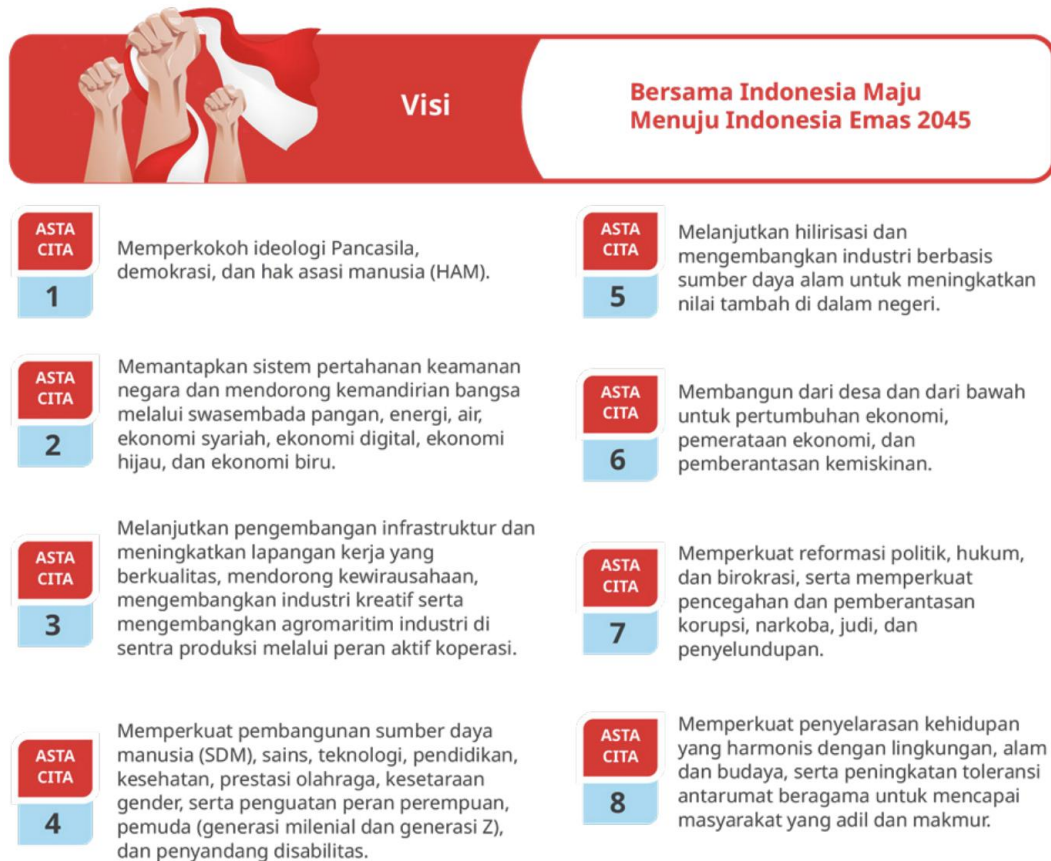 Visi
Bersama Indonesia Maju
Menuju Indonesia Emas 2045
ASTA
CITA
1
Memperkokoh ideologi Pancasila,
demokrasi, dan hak asasi manusia (HAM).
ASTA
CITA
2
Memantapkan sistem pertahanan keamanan
negara dan mendorong kemandirian bangsa
melalui swasembada pangan, energi, air,
ekonomi syariah, ekonomi digital, ekonomi
hijau, dan ekonomi biru.
ASTA
CITA
3
Melanjutkan pengembangan infrastruktur dan
meningkatkan lapangan kerja yang
berkualitas, mendorong kewirausahaan,
mengembangkan industri kreatif serta
mengembangkan agromaritim industri di
sentra produksi melalui peran aktif koperasi.
ASTA
CITA
4
Memperkuat pembangunan sumber daya
manusia (SDM), sains, teknologi, pendidikan,
kesehatan, prestasi olahraga, kesetaraan
gender, serta penguatan peran perempuan,
pemuda (generasi milenial dan generasi Z),
dan penyandang disabilitas.
ASTA
CITA
5
Melanjutkan hilirisasi dan
mengembangkan industri berbasis
sumber daya alam untuk meningkatkan
nilai tambah di dalam negeri.
ASTA
CITA
6
Membangun dari desa dan dari bawah
untuk pertumbuhan ekonomi,
pemerataan ekonomi, dan
pemberantasan kemiskinan.
ASTA
CITA
7
Memperkuat reformasi politik, hukum,
dan birokrasi, serta memperkuat
pencegahan dan pemberantasan
korupsi, narkoba, judi, dan
penyelundupan.
ASTA
CITA
8
Memperkuat penyelarasan kehidupan
yang harmonis dengan lingkungan, alam
dan budaya, serta peningkatan toleransi
antarumat beragama untuk mencapai
masyarakat yang adil dan makmur.